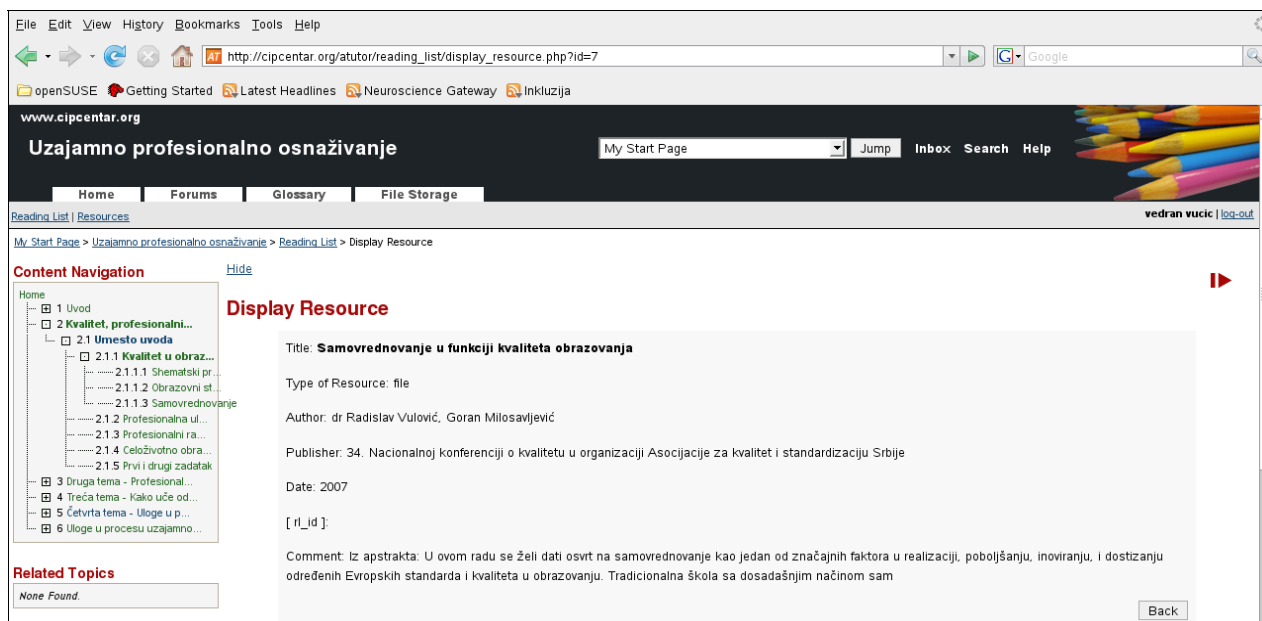 File Edit View History Bookmarks Tools Help
AT http://cipcentar.org/atutor/reading_list/display_resource.php?id=7 G Google
openSUSE Getting Started Latest Headlines Neuroscience Gateway Inkluzija
www.cipcentar.org
Uzajamno profesionalno osnaživanje
My Start Page Jump Inbox Search Help
Home Forums Glossary File Storage
Reading List | Resources
vedran vucic | log-out
My Start Page > Uzajamno profesionalno osnaživanje > Reading List > Display Resource
Content Navigation
Home
1 Uvod
2 Kvalitet, profesionalni...
2.1 Umesto uvoda
2.1.1 Kvalitet u obraz...
2.1.1.1 Shematski pr...
2.1.1.2 Obrazovni st...
2.1.1.3 Samovrednovanje
2.1.2 Profesionalna ul...
2.1.3 Profesionalni ra...
2.1.4 Celoživotno obra...
2.1.5 Prvi i drugi zadatak
3 Druga tema - Profesional...
4 Treća tema - Kako uče od...
5 Četvrta tema - Uloge u p...
6 Uloge u procesu uzajamno...
Related Topics
None Found.
Hide
Display Resource
Title: Samovrednovanje u funkciji kvaliteta obrazovanja
Type of Resource: file
Author: dr Radislav Vulović, Goran Milosavljević
Publisher: 34. Nacionalnoj konferenciji o kvalitetu u organizaciji Asocijacije za kvalitet i standardizaciju Srbije
Date: 2007
[ rl_id ]:
Comment: Iz apstrakta: U ovom radu se želi dati osvrt na samovrednovanje kao jedan od značajnih faktora u realizaciji, poboljšanju, inoviranju, i dostizanju
određenih Evropskih standarda i kvaliteta u obrazovanju. Tradicionalna škola sa dosadašnjim načinom sam
Back